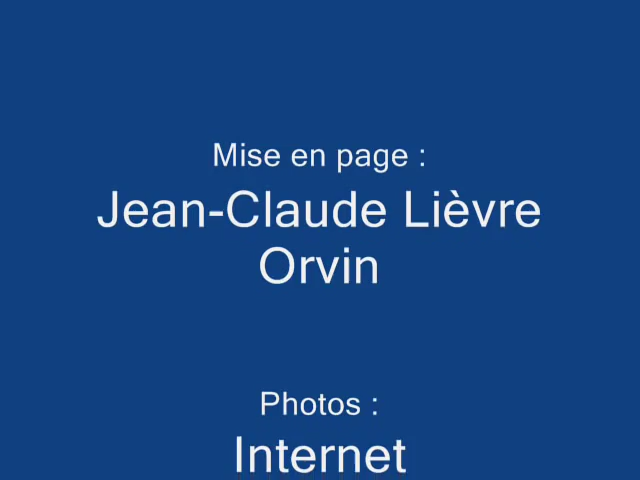 Mise en page :
Jean-Claude Lièvre
Orvin
Photos :
Internet